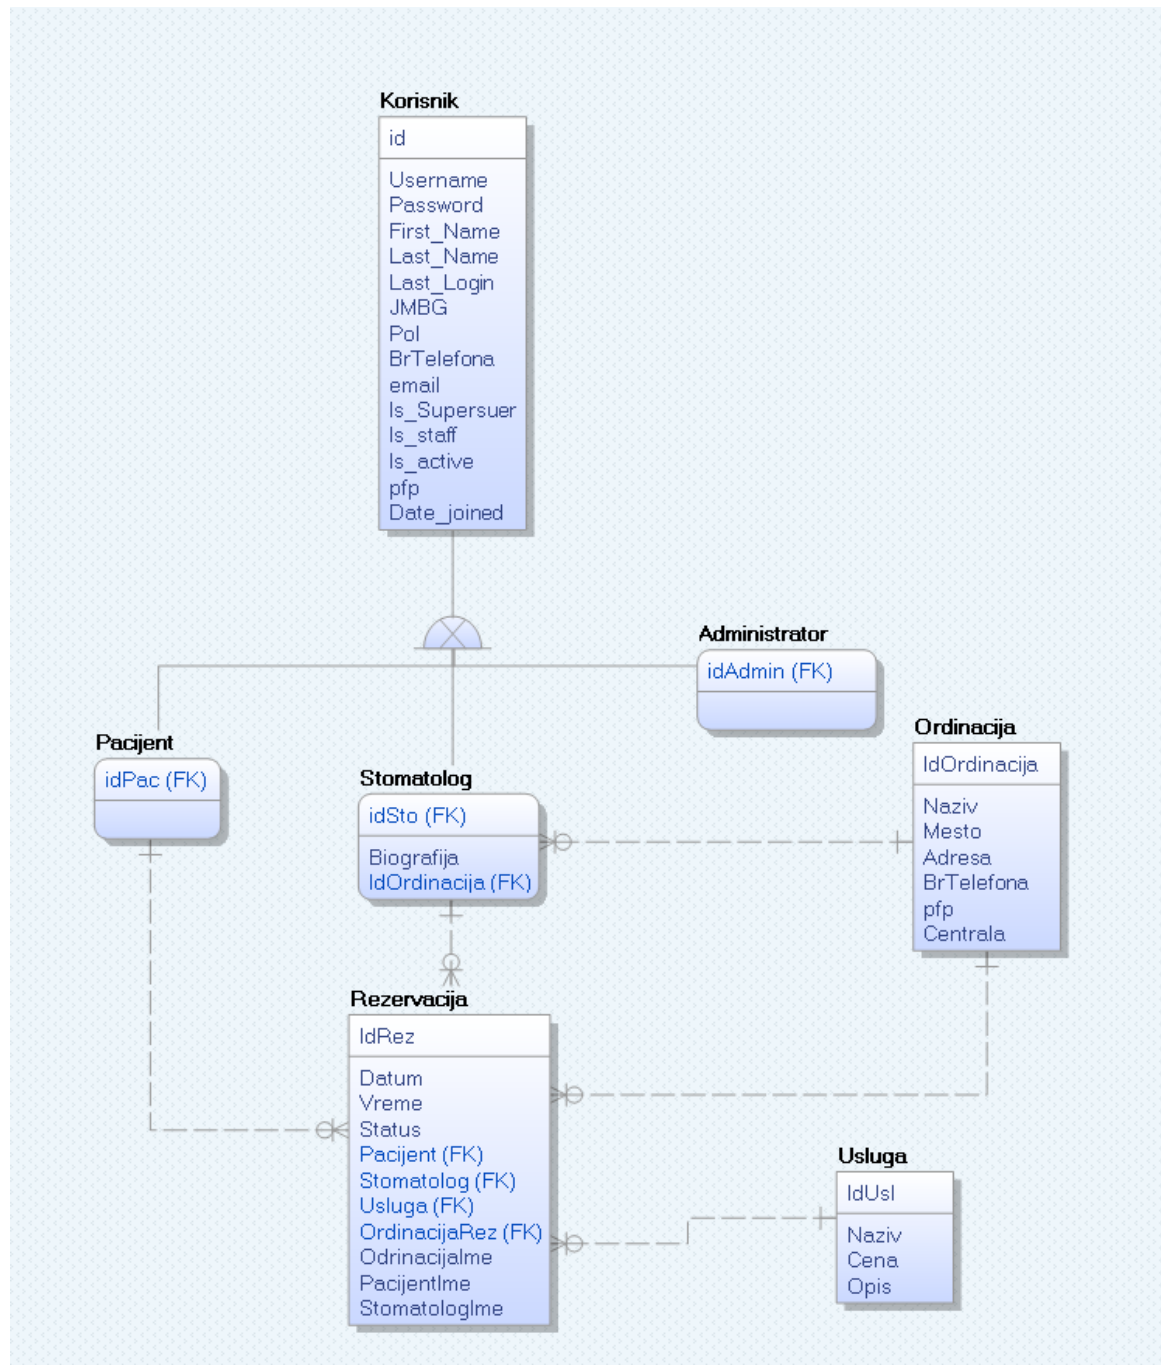 Korisnik
id
Username
Password
First_Name
Last_Name
Last_Login
JMBG
Pol
BrTelefona
email
Is_Supersuer
Is_staff
Is_active
pfp
Date_joined
Administrator
idAdmin (FK)
Pacijent
idPac (FK)
Stomatolog
idSto (FK)
Biografija
IdOrdinacija (FK)
Ordinacija
IdOrdinacija
Naziv
Mesto
Adresa
BrTelefona
pfp
Centrala
Rezervacija
IdRez
Datum
Vreme
Status
Pacijent (FK)
Stomatolog (FK)
Usluga (FK)
OrdinacijaRez (FK)
OdrinacijaIme
PacijentIme
StomatologIme
Usluga
IdUsl
Naziv
Cena
Opis